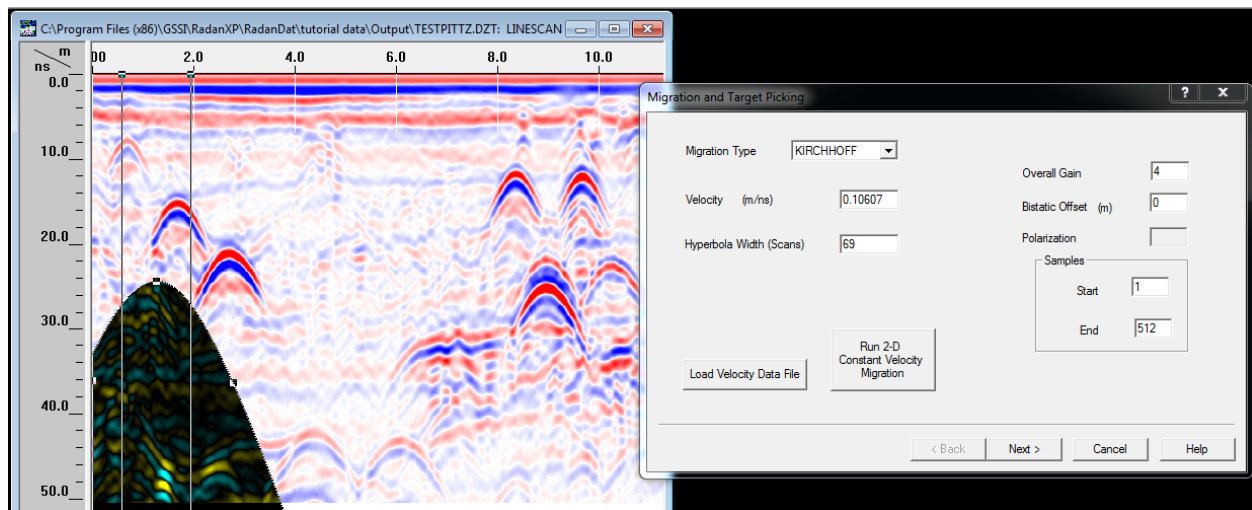 C:\Program Files (x86)\GSSI\RadanXP\RadanDat\tutorial data\Output\TESTPITTZ.DZT: LINESCAN
m
ns
00 2.0 4.0 6.0 8.0 10.0
0.0
10.0
20.0
30.0
40.0
50.0
Migration and Target Picking
Migration Type KIRCHHOFF
Velocity (m/ns) 0.10607
Hyperbola Width (Scans) 69
Load Velocity Data File
Run 2-D
Constant Velocity
Migration
Overall Gain 4
Bistatic Offset (m) 0
Polarization
Samples
Start 1
End 512
< Back Next > Cancel Help